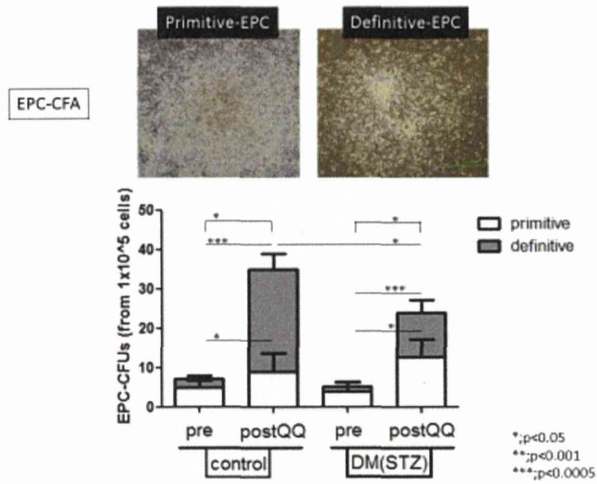 Primitive-EPC
Definitive-EPC
EPC-CFA
EPC-CFUs (from 1x10^5 cells)
50
40
30
20
10
0
* *
*** *
***
* *
primitive
definitive
pre postQQ pre postQQ
control DM(STZ)
*;p<0.05
**;p<0.001
***;p<0.0005